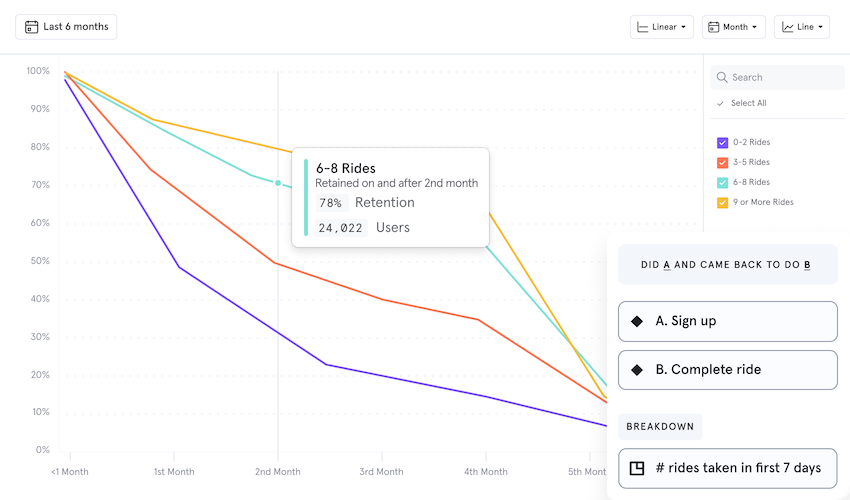 Last 6 months
Linear
Month
Line
100%
90%
80%
70%
60%
50%
40%
30%
20%
10%
0%
<1 Month
1st Month
2nd Month
3rd Month
4th Month
5th Mont
6-8 Rides
Retained on and after 2nd month
78% Retention
24,022 Users
Search
Select All
0-2 Rides
3-5 Rides
6-8 Rides
9 or More Rides
DID A AND CAME BACK TO DO B
A. Sign up
B. Complete ride
BREAKDOWN
# rides taken in first 7 days